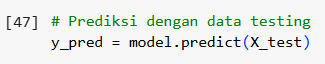 [47] # Prediksi dengan data testing
y_pred = model.predict(X_test)